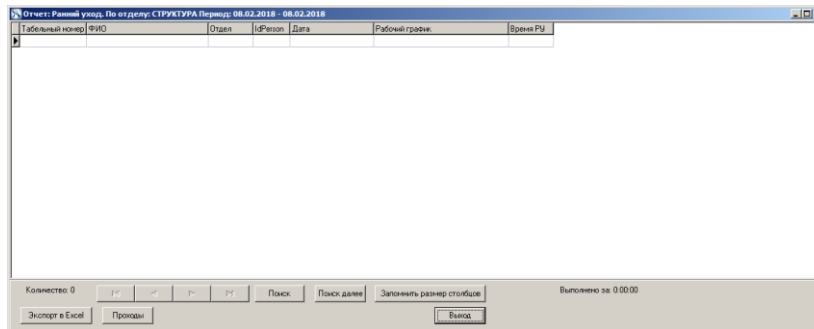 Отчет: Ранний уход. По отделу: СТРУКТУРА Период: 08.02.2018 - 08.02.2018
Табельный номер ФИО Отдел IdPerson Дата Рабочий график Время РУ
Количество: 0 Поиск Поиск далее Запомнить размер столбцов Выполнено за: 0:00:00
Экспорт в Excel Проходы Выход